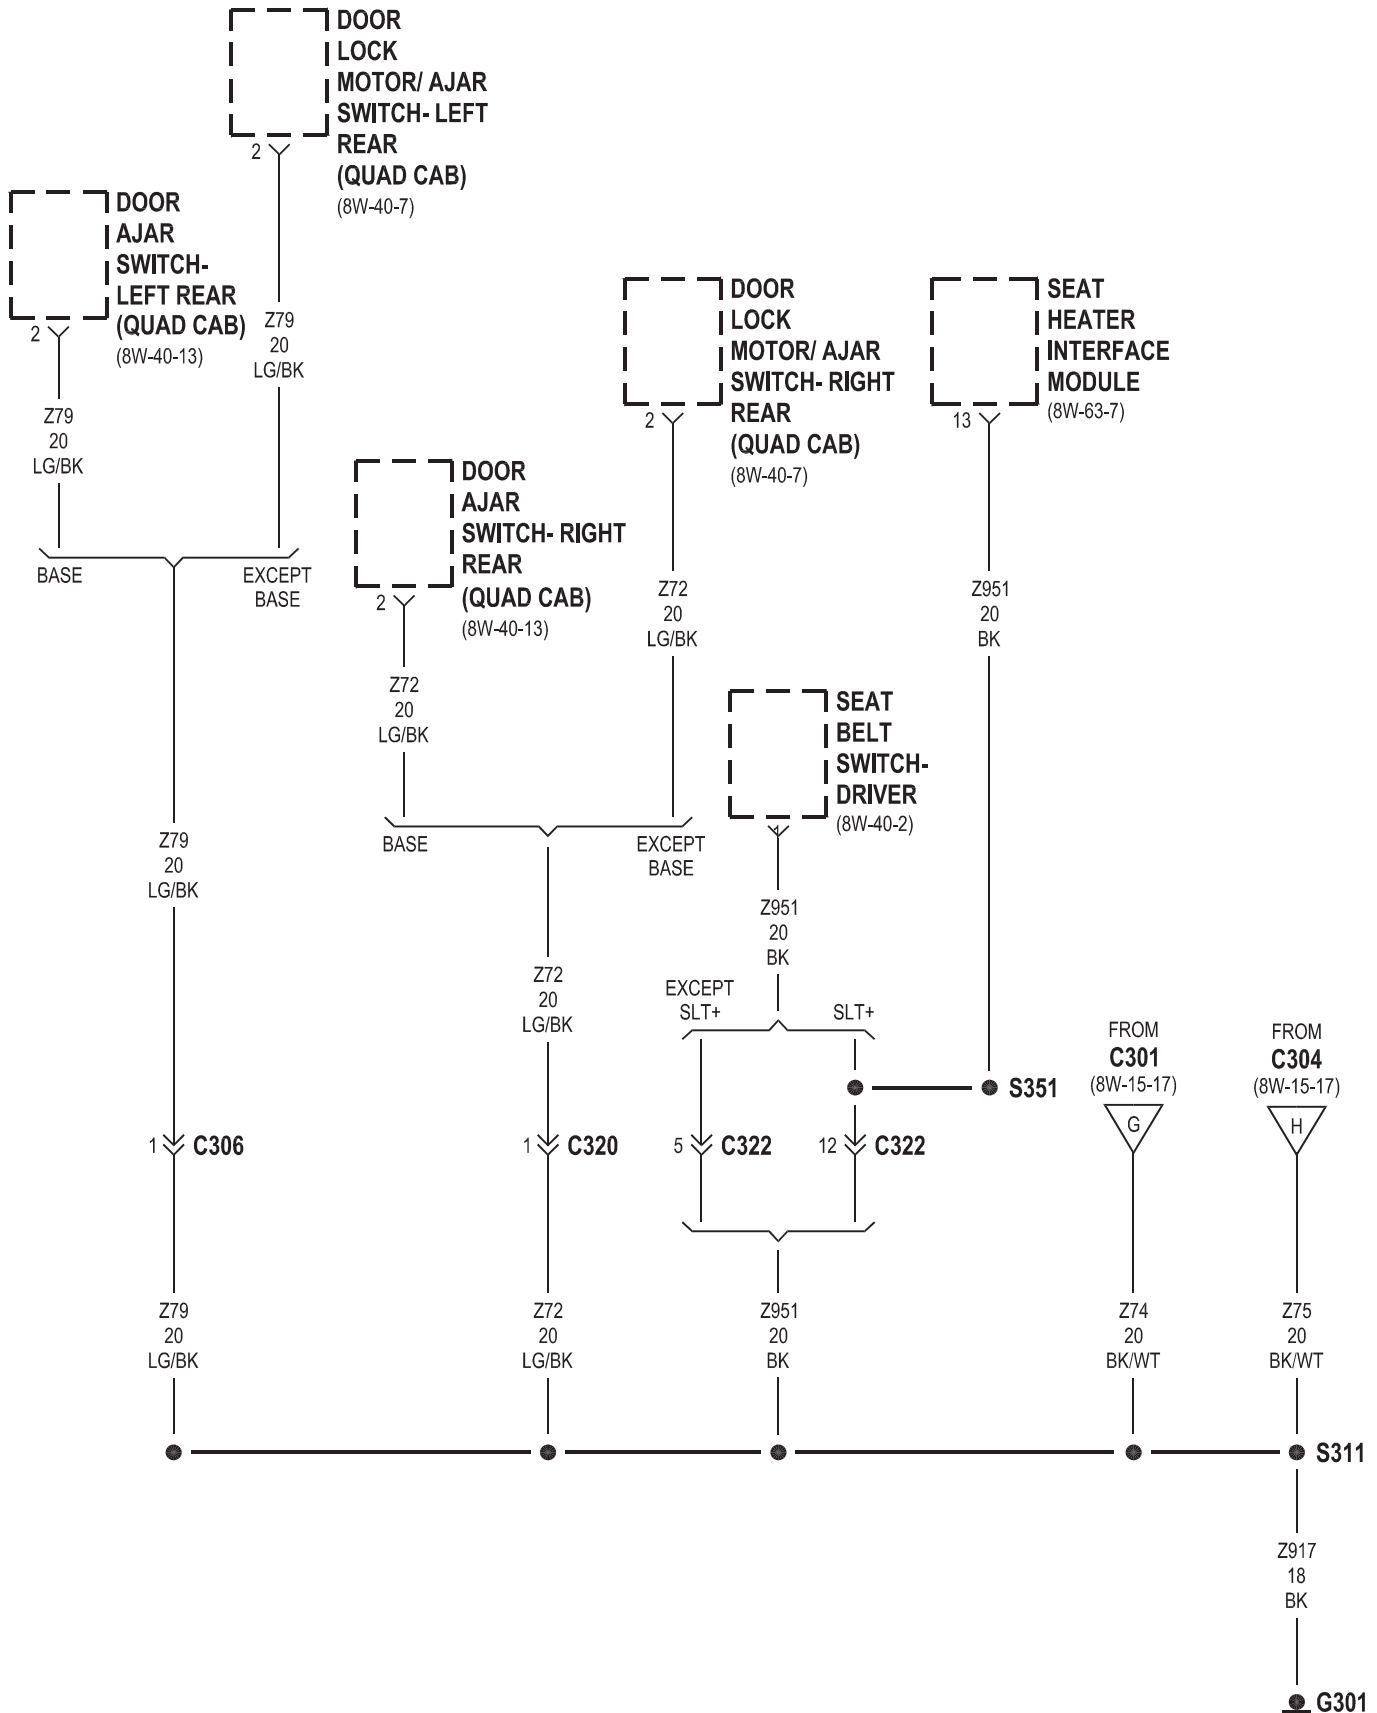 DOOR
LOCK
MOTOR/ AJAR
SWITCH- LEFT
REAR
(QUAD CAB)
(8W-40-7)
2
DOOR
AJAR
SWITCH-
LEFT REAR
(QUAD CAB)
(8W-40-13)
2
Z79
20
LG/BK
Z79
20
LG/BK
BASE
EXCEPT
BASE
DOOR
LOCK
MOTOR/ AJAR
SWITCH- RIGHT
REAR
(QUAD CAB)
(8W-40-7)
2
SEAT
HEATER
INTERFACE
MODULE
(8W-63-7)
13
DOOR
AJAR
SWITCH- RIGHT
REAR
(QUAD CAB)
(8W-40-13)
2
Z72
20
LG/BK
Z951
20
BK
Z72
20
LG/BK
SEAT
BELT
SWITCH-
DRIVER
(8W-40-2)
1
BASE
EXCEPT
BASE
Z79
20
LG/BK
Z951
20
BK
Z72
20
LG/BK
EXCEPT
SLT+
SLT+
S351
FROM
C301
(8W-15-17)
G
FROM
C304
(8W-15-17)
H
1 C306
1 C320
5 C322
12 C322
Z79
20
LG/BK
Z72
20
LG/BK
Z951
20
BK
Z74
20
BK/WT
Z75
20
BK/WT
S311
Z917
18
BK
G301